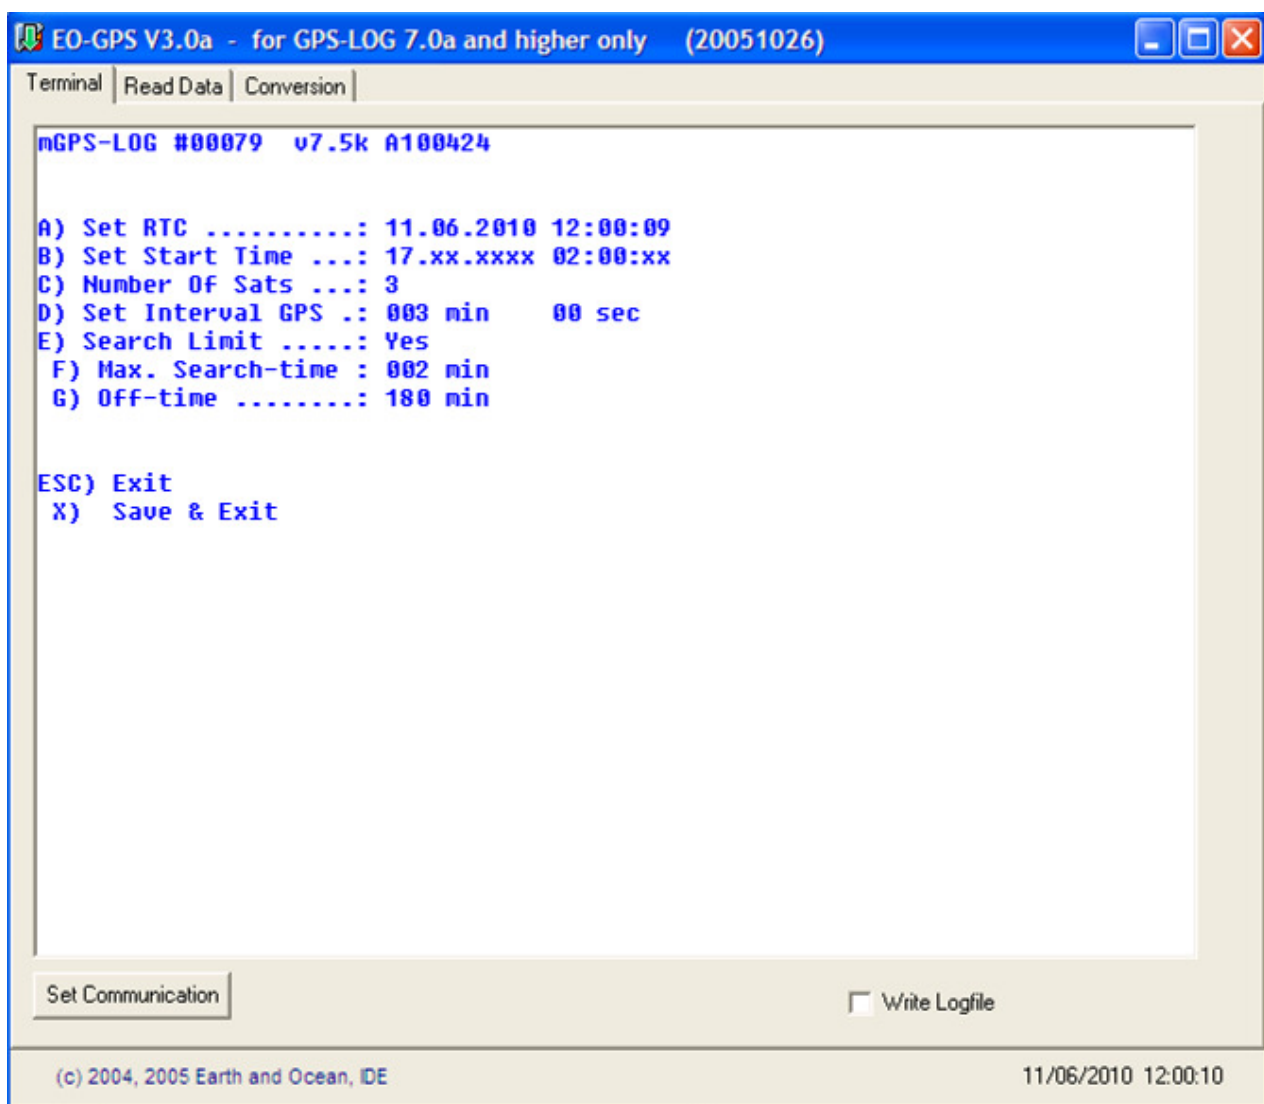 EO-GPS V3.0a - for GPS-LOG 7.0a and higher only (20051026)
Terminal Read Data Conversion
mGPS-LOG #00079 v7.5k A100424
A) Set RTC ..........: 11.06.2010 12:00:09
B) Set Start Time ...: 17.xx.xxxx 02:00:xx
C) Number Of Sats ...: 3
D) Set Interval GPS .: 003 min 00 sec
E) Search Limit .....: Yes
F) Max. Search-time : 002 min
G) Off-time ........: 180 min
ESC) Exit
X) Save & Exit
Set Communication
Write Logfile
(c) 2004, 2005 Earth and Ocean, IDE
11/06/2010 12:00:10